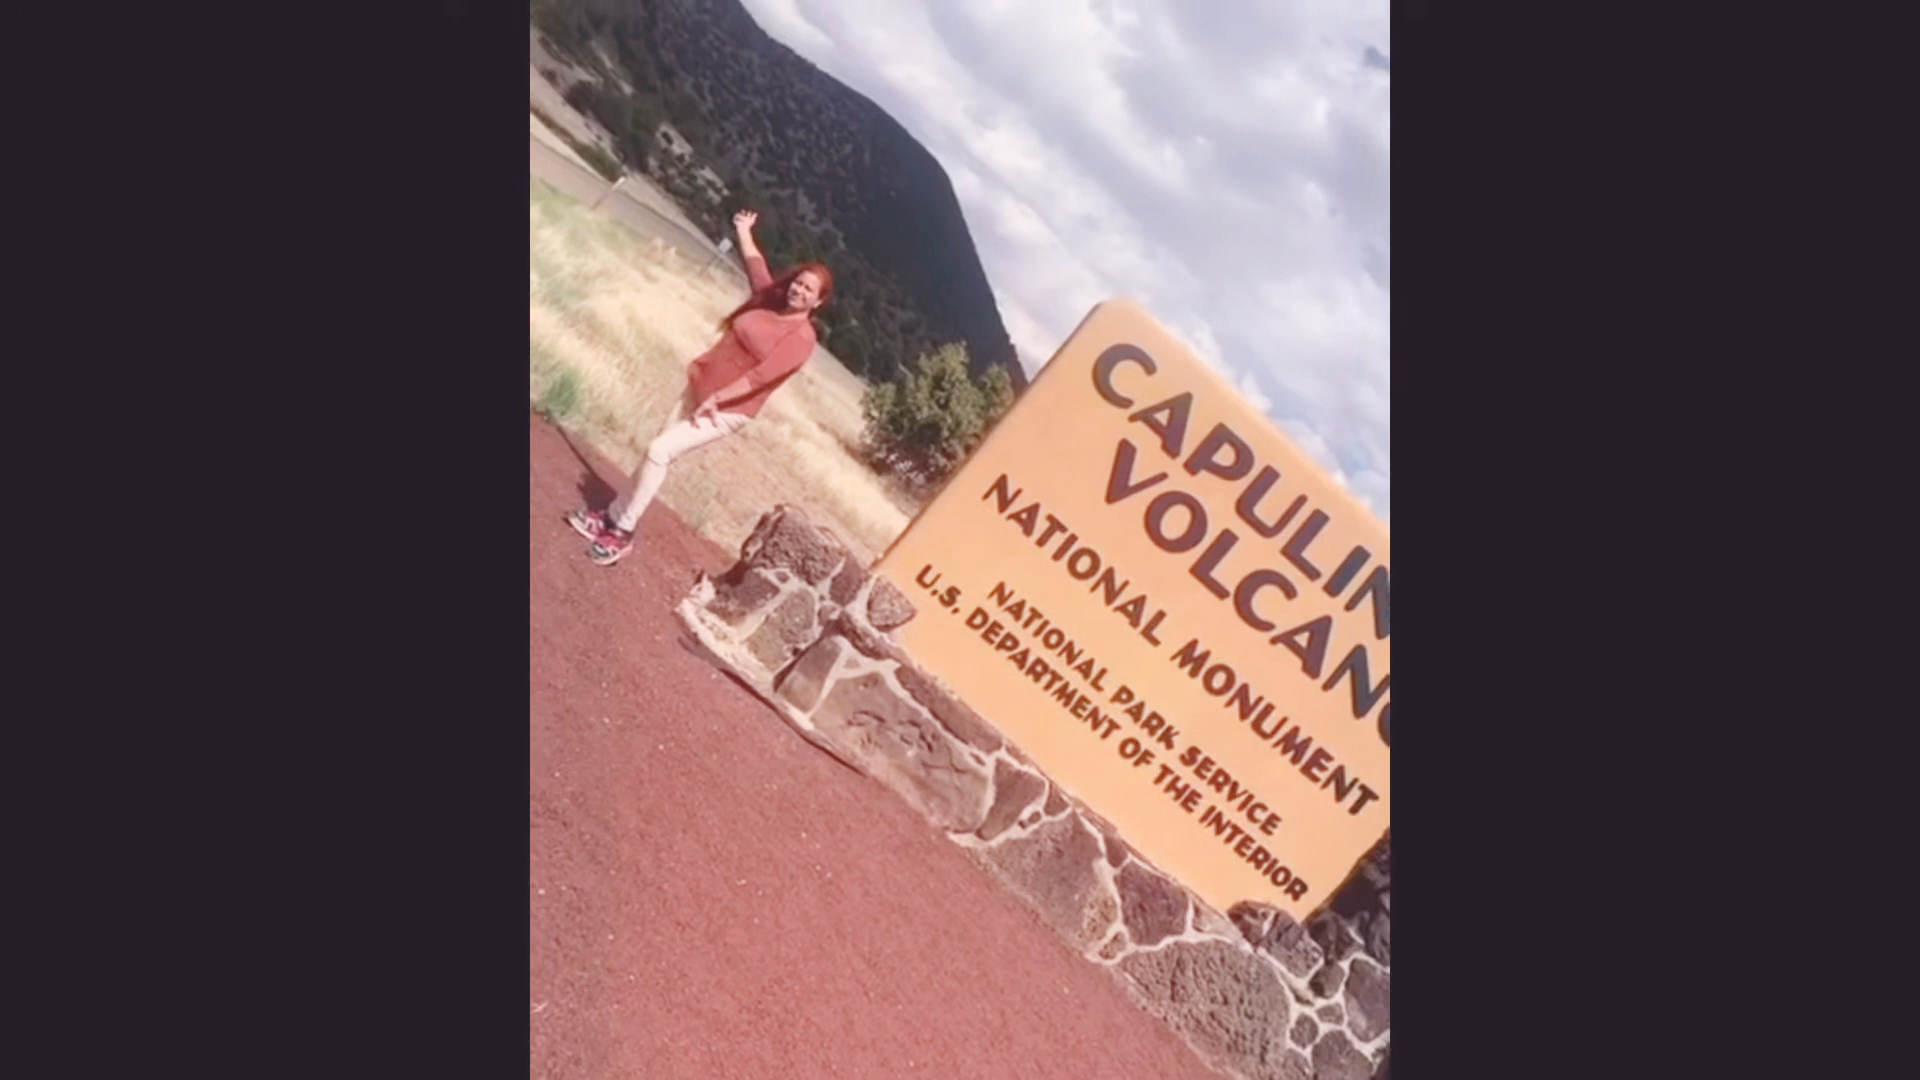 CAPULIN
VOLCANO
NATIONAL MONUMENT
NATIONAL PARK SERVICE
U.S. DEPARTMENT OF THE INTERIOR